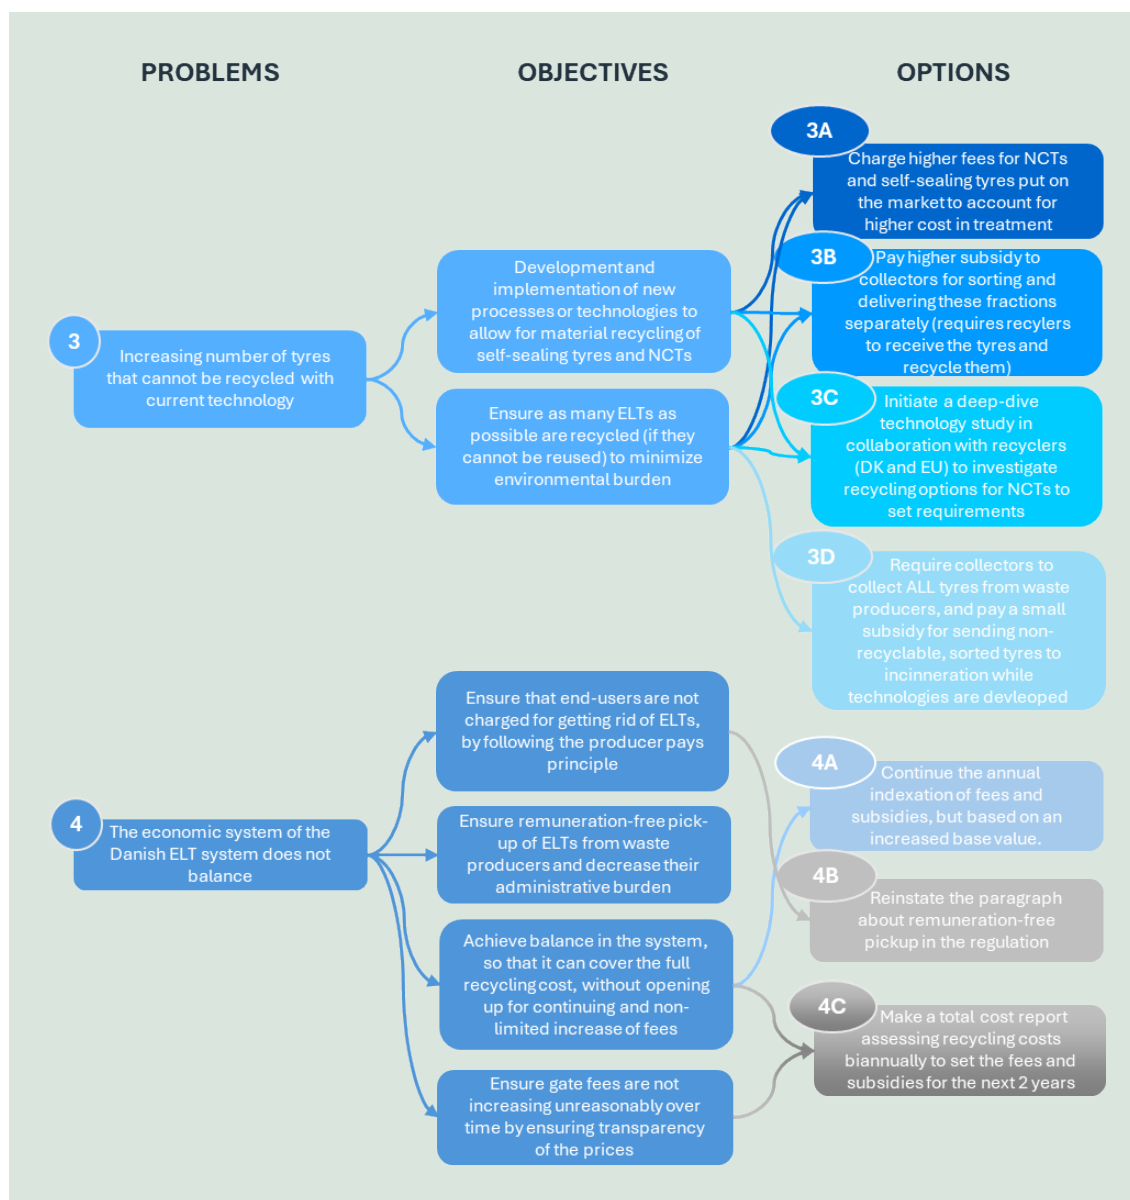 PROBLEMS
OBJECTIVES
OPTIONS
3
Increasing number of tyres
that cannot be recycled with
current technology
Development and
implementation of new
processes or technologies to
allow for material recycling of
self-sealing tyres and NCTs
Ensure as many ELTs as
possible are recycled (if they
cannot be reused) to minimize
environmental burden
3A
Charge higher fees for NCTs
and self-sealing tyres put on
the market to account for
higher cost in treatment
3B
Pay higher subsidy to
collectors for sorting and
delivering these fractions
separately (requires recylers
to receive the tyres and
recycle them)
3C
Initiate a deep-dive
technology study in
collaboration with recyclers
(DK and EU) to investigate
recycling options for NCTs to
set requirements
3D
Require collectors to
collect ALL tyres from waste
producers, and pay a small
subsidy for sending non-
recyclable, sorted tyres to
incinneration while
technologies are devleoped
4
The economic system of the
Danish ELT system does not
balance
Ensure that end-users are not
charged for getting rid of ELTs,
by following the producer pays
principle
Ensure remuneration-free pick-
up of ELTs from waste
producers and decrease their
administrative burden
Achieve balance in the system,
so that it can cover the full
recycling cost, without opening
up for continuing and non-
limited increase of fees
Ensure gate fees are not
increasing unreasonably over
time by ensuring transparency
of the prices
4A
Continue the annual
indexation of fees and
subsidies, but based on an
increased base value.
4B
Reinstate the paragraph
about remuneration-free
pickup in the regulation
4C
Make a total cost report
assessing recycling costs
biannually to set the fees and
subsidies for the next 2 years